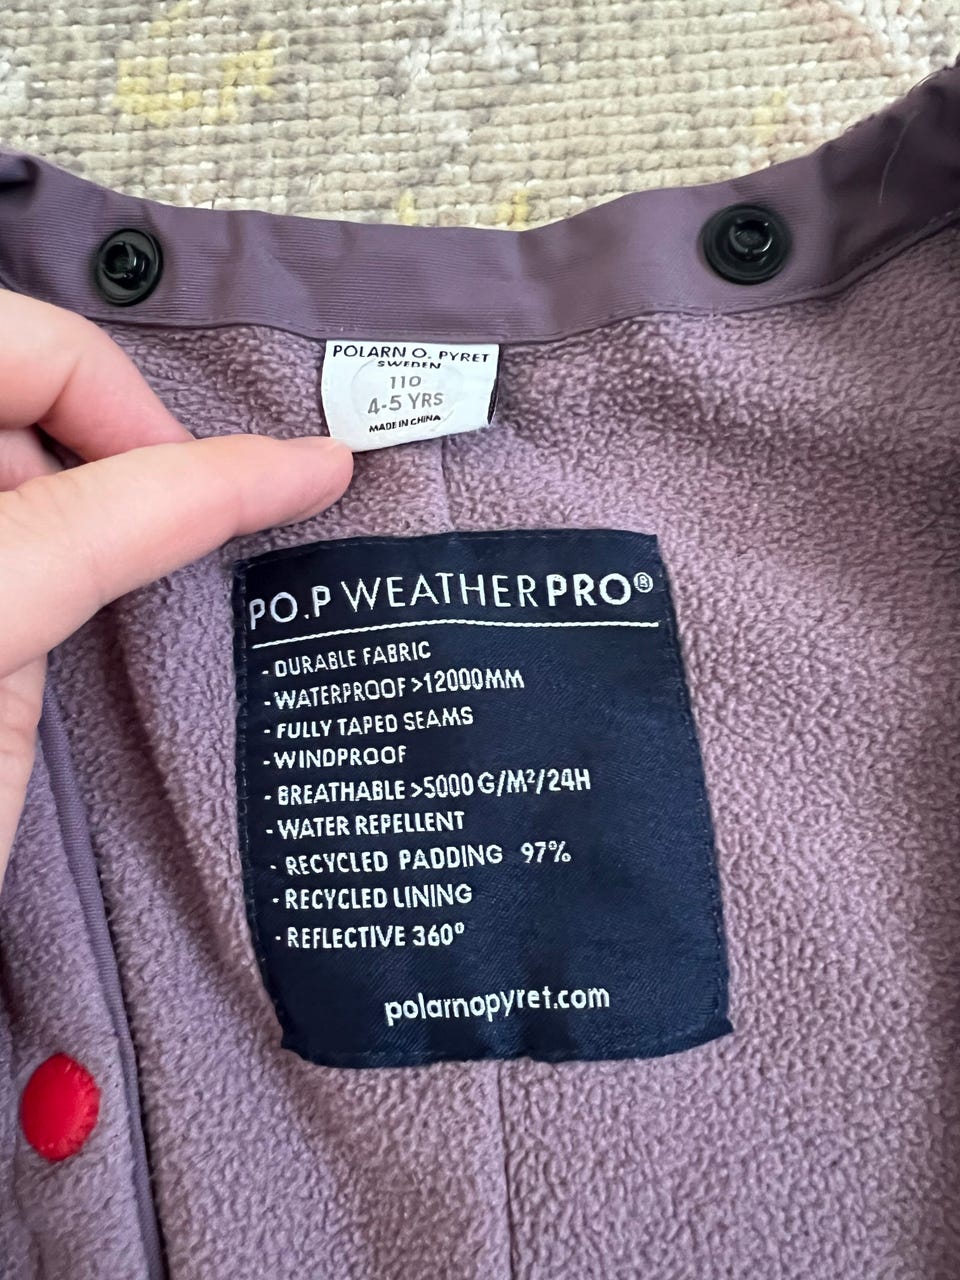 POLARN O. PYRET
SWEDEN
110
4-5 YRS
MADE IN CHINA
PO.P WEATHERPRO®
- DURABLE FABRIC
- WATERPROOF >12000MM
- FULLY TAPED SEAMS
- WINDPROOF
- BREATHABLE >5000 G/M²/24H
- WATER REPELLENT
- RECYCLED PADDING 97%
- RECYCLED LINING
- REFLECTIVE 360°
polarnopyret.com